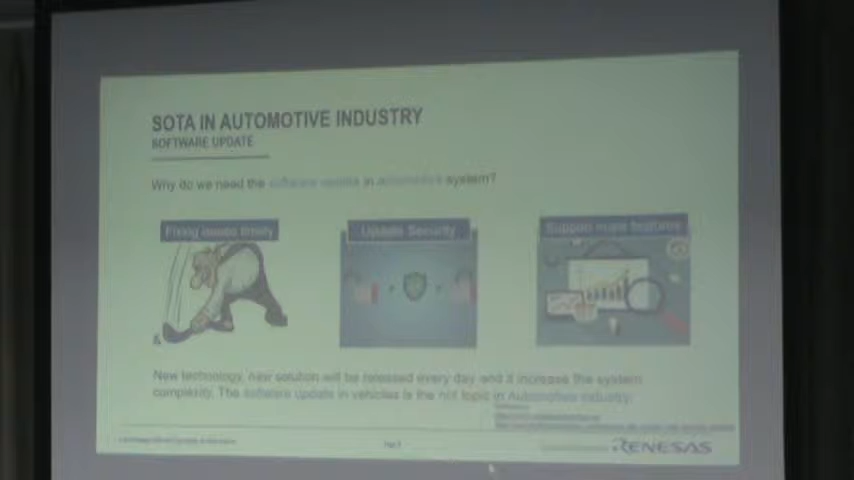 SOTA IN AUTOMOTIVE INDUSTRY
SOFTWARE UPDATE
Why do we need the software update in automotive system?
Fixing issues timely
Update Security
Support more features
&
New technology, new solution will be released every day and it increase the system
complexity. The software update in vehicles is the hot topic in Automotive Industry.
RENESAS